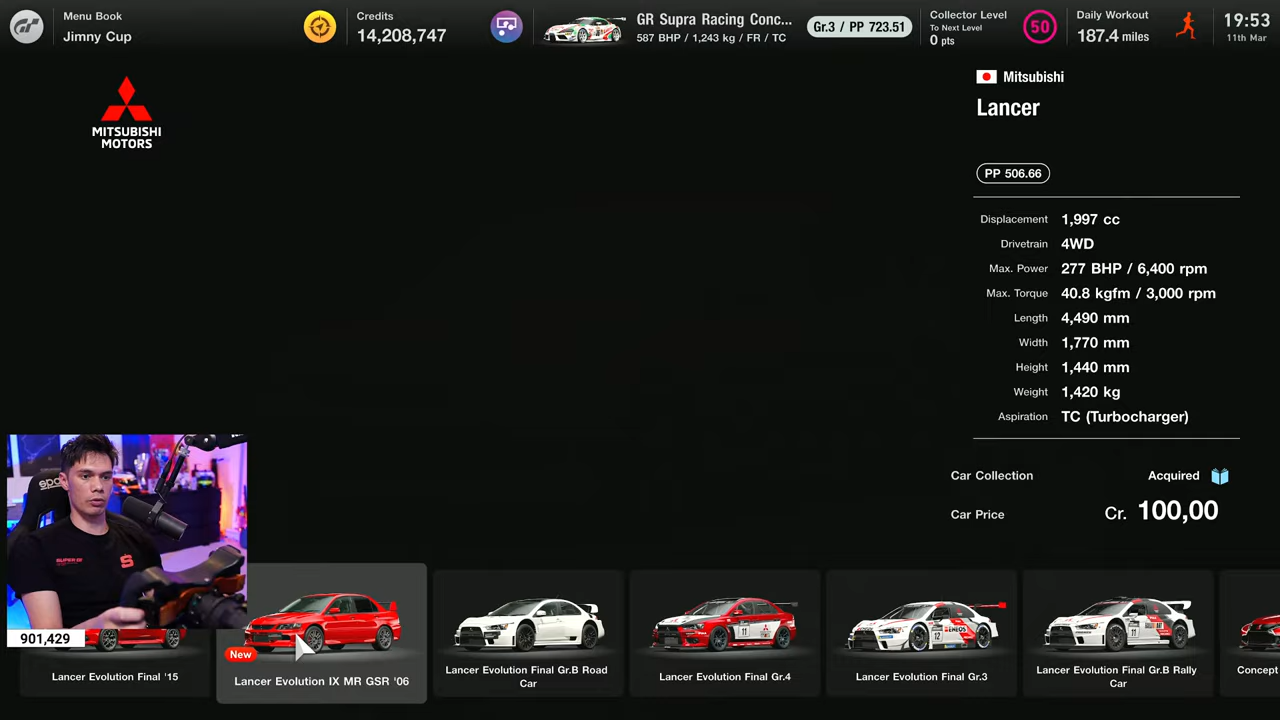 Menu Book
Jimny Cup
Credits
14,208,747
GR Supra Racing Conc...
587 BHP / 1,243 kg / FR / TC
Gr.3 / PP 723.51
Collector Level
To Next Level
0 pts
50
Daily Workout
187.4 miles
19:53
11th Mar
MITSUBISHI
MOTORS
Mitsubishi
Lancer
PP 506.66
Displacement 1,997 cc
Drivetrain 4WD
Max. Power 277 BHP / 6,400 rpm
Max. Torque 40.8 kgfm / 3,000 rpm
Length 4,490 mm
Width 1,770 mm
Height 1,440 mm
Weight 1,420 kg
Aspiration TC (Turbocharger)
Car Collection Acquired
Car Price Cr. 100,00
901,429
Lancer Evolution Final '15
New
Lancer Evolution IX MR GSR '06
Lancer Evolution Final Gr.B Road
Car
Lancer Evolution Final Gr.4
Lancer Evolution Final Gr.3
Lancer Evolution Final Gr.B Rally
Car
Concept